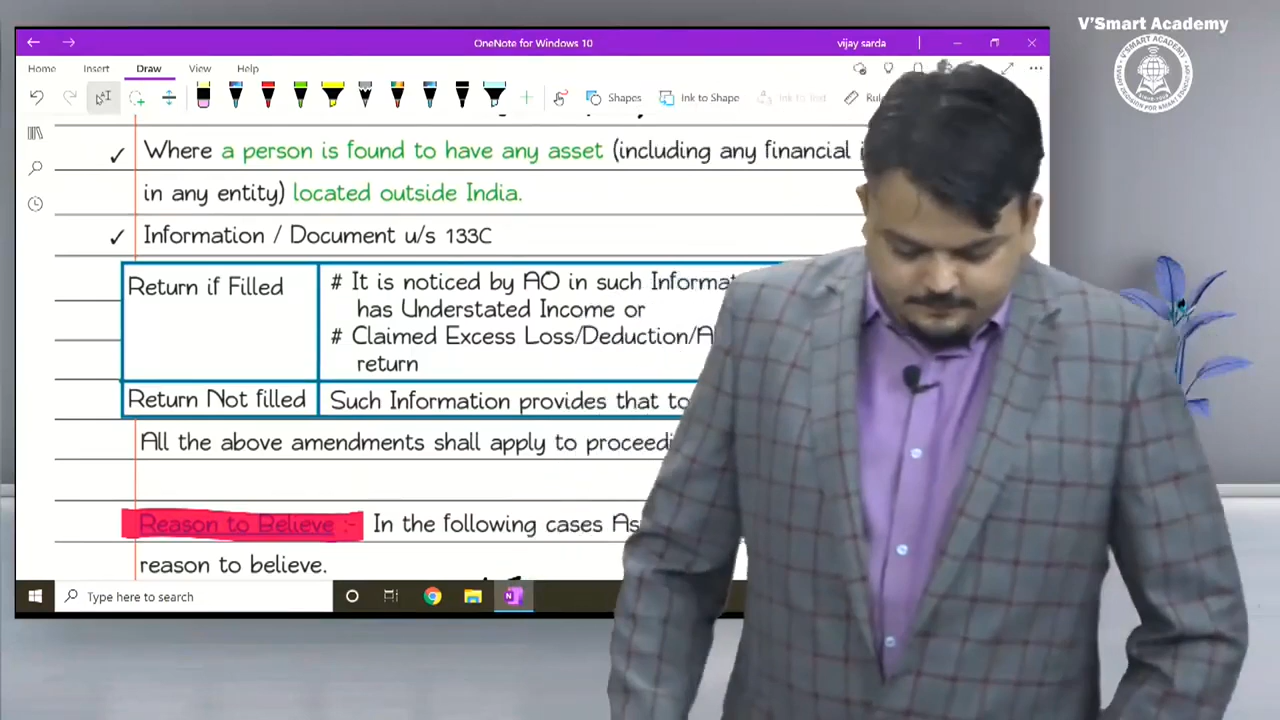 V'Smart Academy
OneNote for Windows 10
vijay sarda
Home Insert Draw View Help
Shapes Ink to Shape Ink to Text
Where a person is found to have any asset (including any financial
in any entity) located outside India.
Information / Document u/s 133C
Return if Filled
# It is noticed by AO in such
has Understated Income or
# Claimed Excess Loss/Deduction/
return
Return Not filled
Such Information provides that
All the above amendments shall apply to
Reason to Believe :- In the following cases
reason to believe.
Type here to search